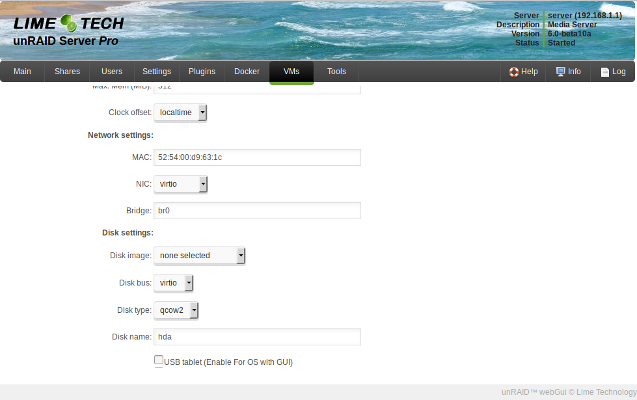 LIME TECH
unRAID Server Pro
Server server (192.168.1.1)
Description Media Server
Version 6.0-beta10a
Status Started
Main Shares Users Settings Plugins Docker VMs Tools Help Info Log
Max. Mem (MiB): 512
Clock offset: localtime
Network settings:
MAC: 52:54:00:d9:63:1c
NIC: virtio
Bridge: br0
Disk settings:
Disk image: none selected
Disk bus: virtio
Disk type: qcow2
Disk name: hda
USB tablet (Enable For OS with GUI)
unRAID™ webGui © Lime Technology